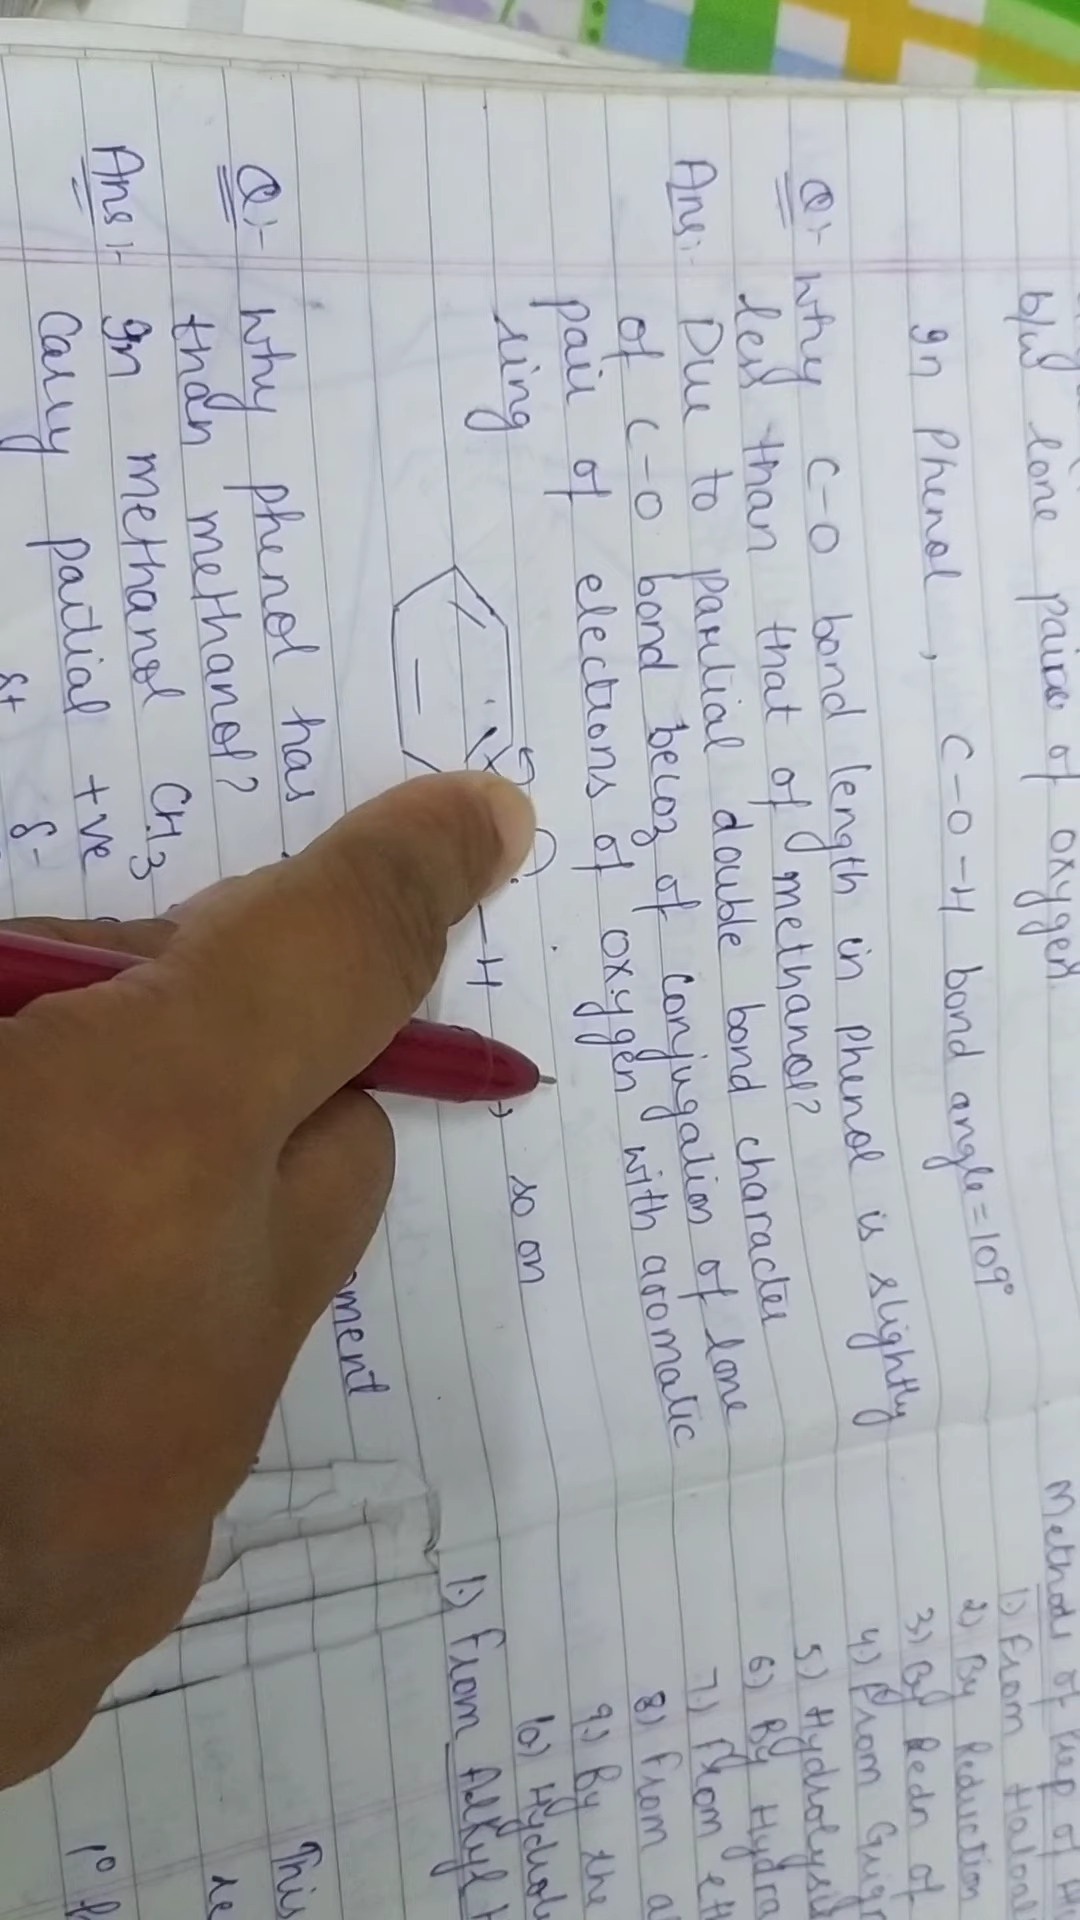 b/w lone pairs of oxygen.
In Phenol, C-O-H bond angle = 109°
Q:- Why C-O bond length in phenol is slightly
less than that of methanol?
Ans:- Due to partial double bond character
of C-O bond becoz of conjugation of lone
pair of electrons of oxygen with aromatic
ring
H → so on
Q:- Why phenol has
ment
than methanol?
Ans:- In methanol CH3
Carry partial +ve
δ+ δ-
Methods of Prep of
1) From Haloal
2) By Reduction
3) By Redn of
4) From Grign
5) Hydrolysis
6) By Hydra
7.) From eth
8) From a
9.) By the
10) Hydrol
1.) From Alkyl H
This
1°